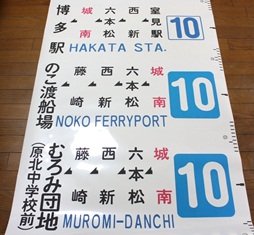 博多駅
城南
六本松
西新
室見駅
10
HAKATA STA.
のこ渡船場
藤崎
西新
六本松
城南
10
NOKO FERRYPORT
むろみ団地
(原北中学校前)
藤崎
西新
六本松
城南
10
MUROMI-DANCHI